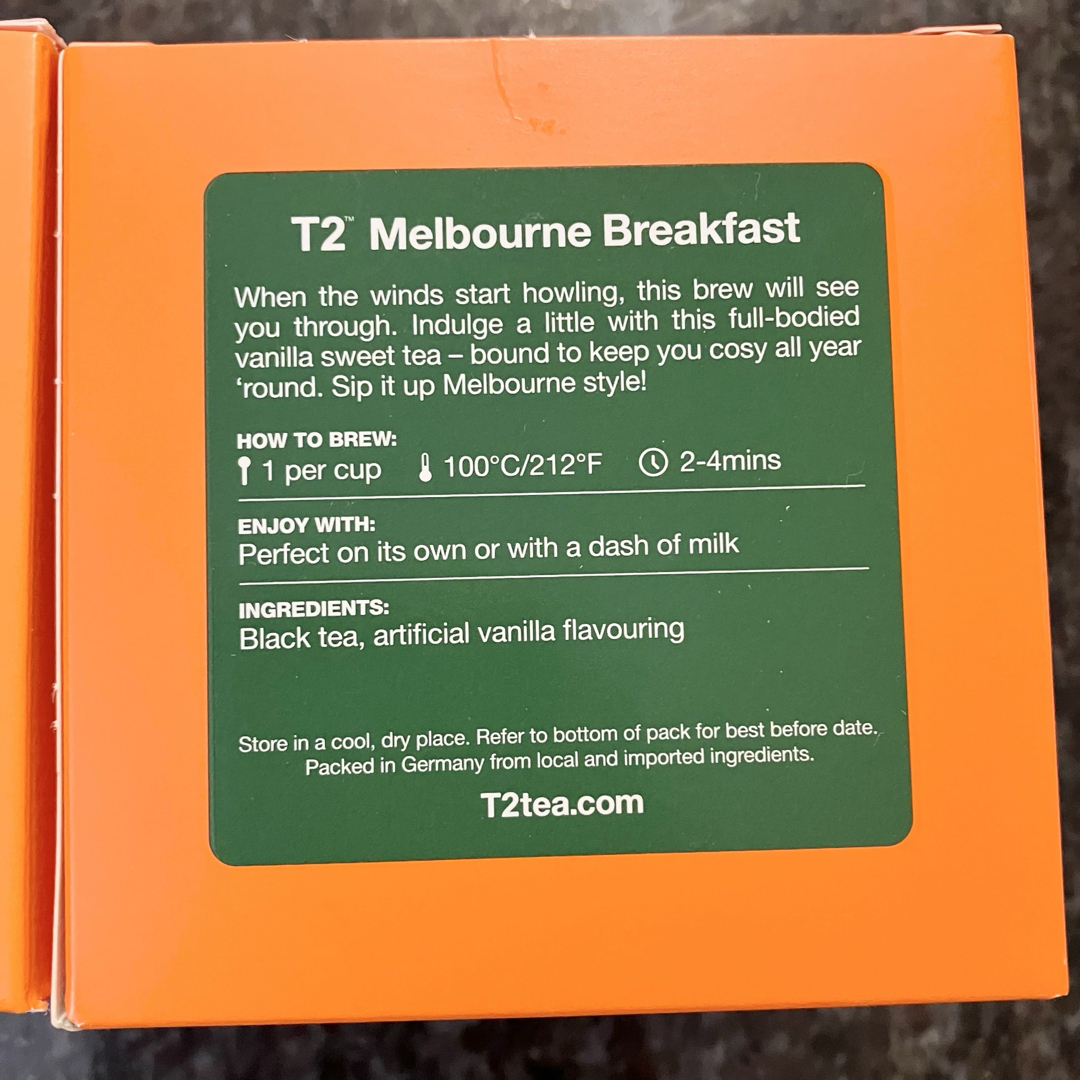 T2™ Melbourne Breakfast
When the winds start howling, this brew will see
you through. Indulge a little with this full-bodied
vanilla sweet tea – bound to keep you cosy all year
‘round. Sip it up Melbourne style!
HOW TO BREW:
1 per cup 100°C/212°F 2-4mins
ENJOY WITH:
Perfect on its own or with a dash of milk
INGREDIENTS:
Black tea, artificial vanilla flavouring
Store in a cool, dry place. Refer to bottom of pack for best before date.
Packed in Germany from local and imported ingredients.
T2tea.com